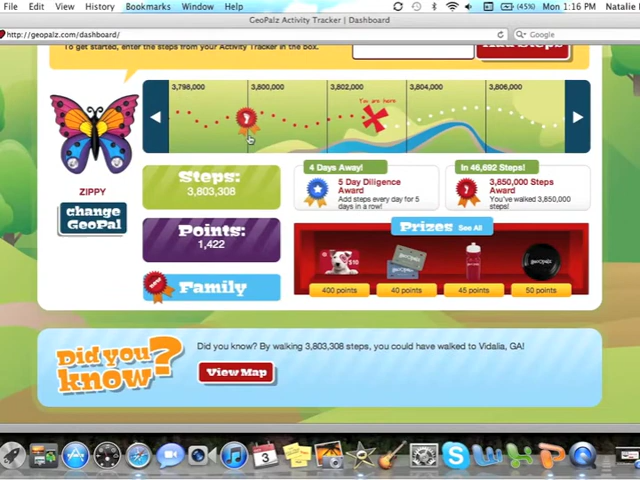 File Edit View History Bookmarks Window Help
(45%) Mon 1:16 PM Natalie
GeoPalz Activity Tracker | Dashboard
http://geopalz.com/dashboard/
Google
To get started, enter the steps from your Activity Tracker in the box.
Add Steps
3,798,000 3,800,000 3,802,000 3,804,000 3,806,000
You are here
ZIPPY
change
GeoPal
Steps:
3,803,308
Points:
1,422
Family
4 Days Away!
5 Day Diligence
Award
Add steps every day for
5 days in a row!
In 46,692 Steps!
3,850,000 Steps
Award
You've walked 3,850,000
steps!
Prizes See All
$10
GeoPalz
400 points 40 points 45 points 50 points
Did you
know?
Did you know? By walking 3,803,308 steps, you could have walked to Vidalia, GA!
View Map
3